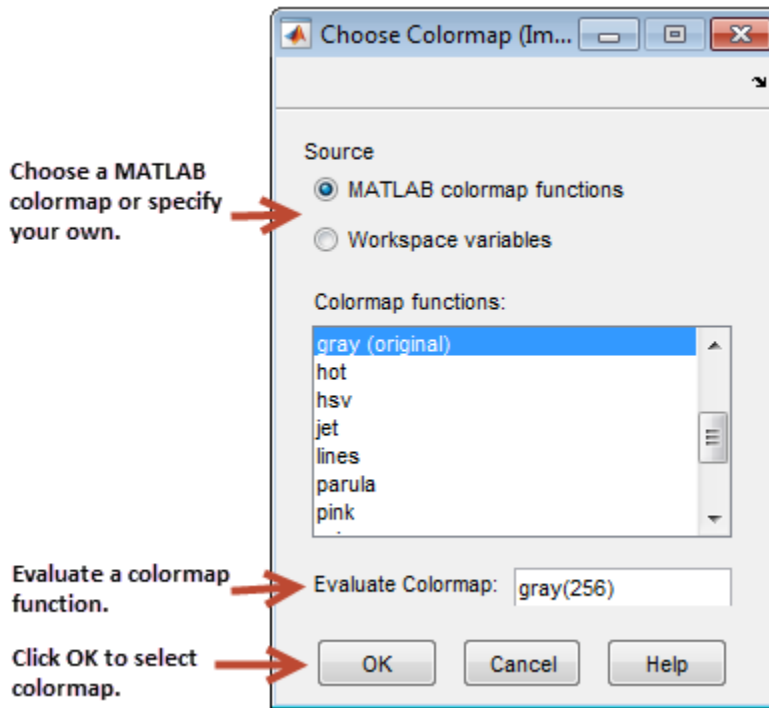 Choose Colormap (Im...
Choose a MATLAB
colormap or specify
your own.
Source
MATLAB colormap functions
Workspace variables
Colormap functions:
gray (original)
hot
hsv
jet
lines
parula
pink
Evaluate a colormap
function.
Evaluate Colormap:
gray(256)
Click OK to select
colormap.
OK
Cancel
Help